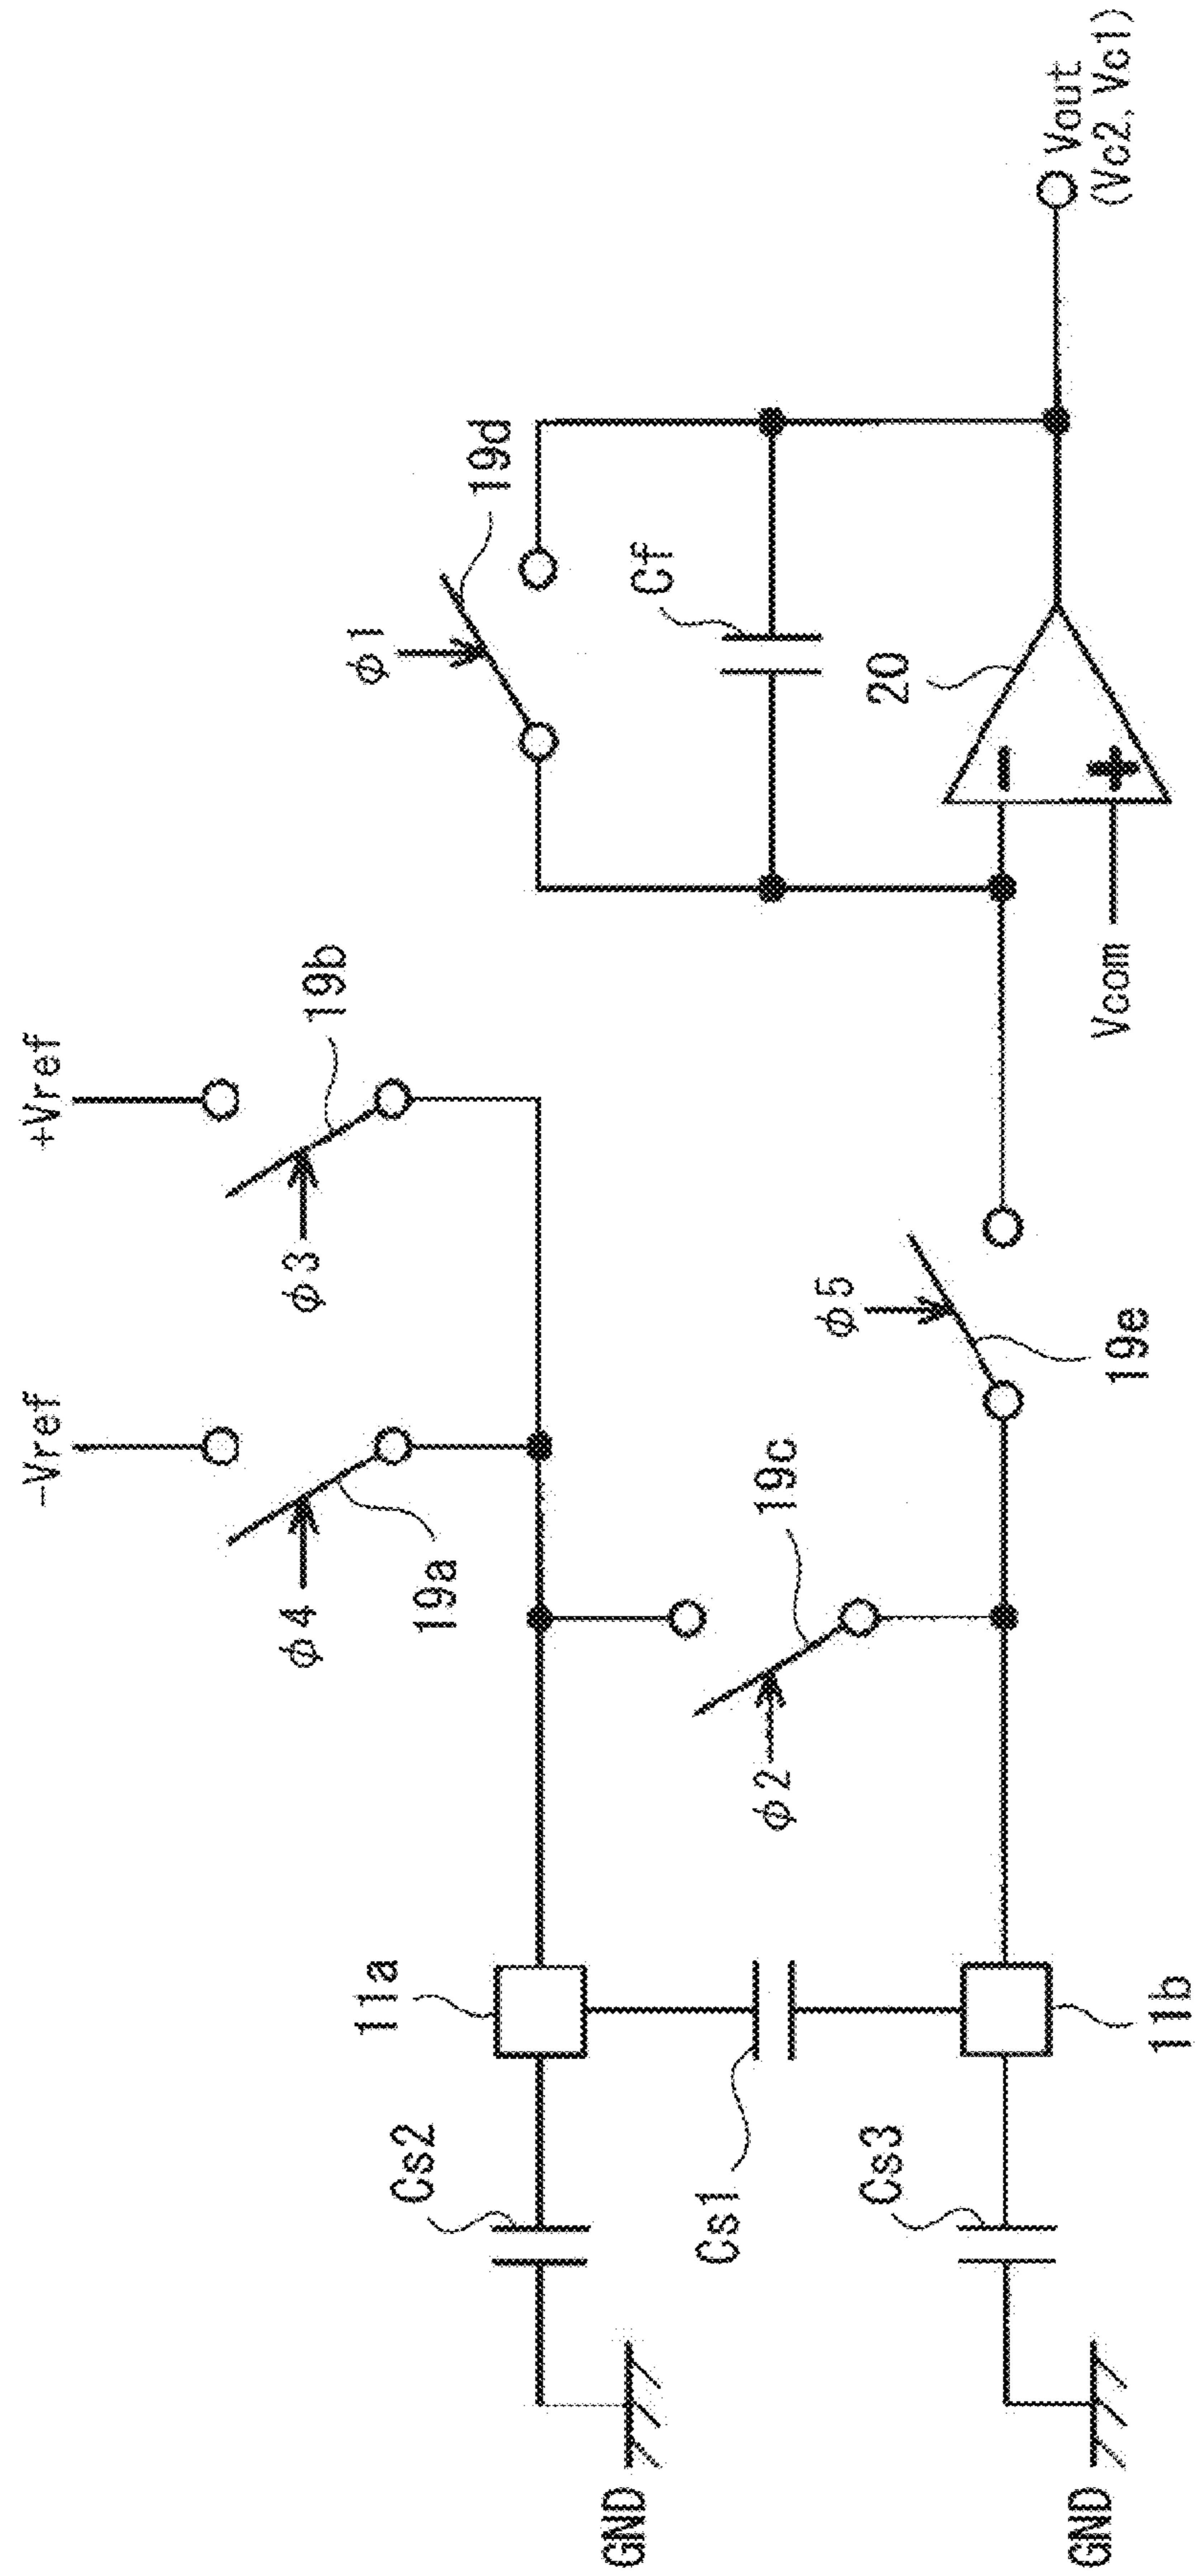 -Vref
+Vref
φ4
19a
φ3
19b
φ1
19d
11a
Cs2
φ2
19c
Cf
Cs1
GND
φ5
20
Vout
(Vc2, Vc1)
Cs3
19e
Vcom
11b
GND